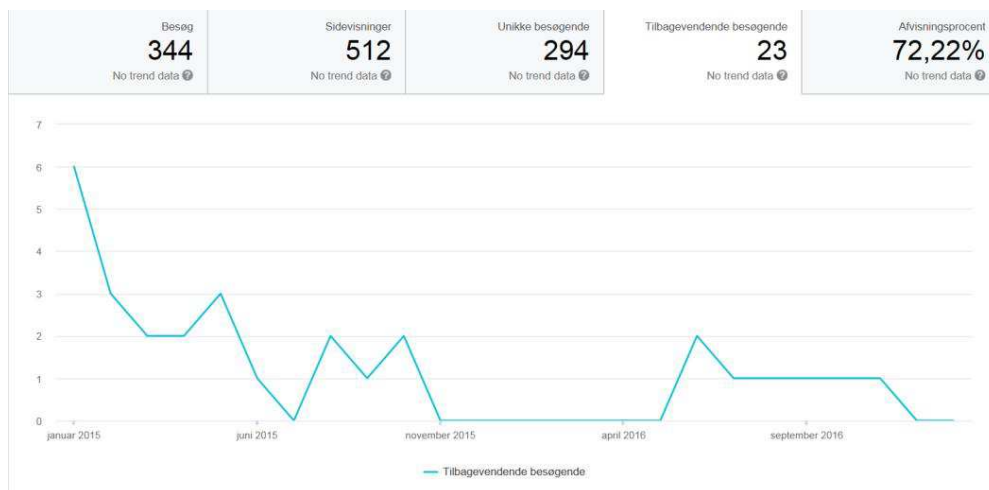 Besøg
344
No trend data ?
Sidevisninger
512
No trend data ?
Unikke besøgende
294
No trend data ?
Tilbagevendende besøgende
23
No trend data ?
Afvisningsprocent
72,22%
No trend data ?
7
6
5
4
3
2
1
0
januar 2015
juni 2015
november 2015
april 2016
september 2016
Tilbagevendende besøgende